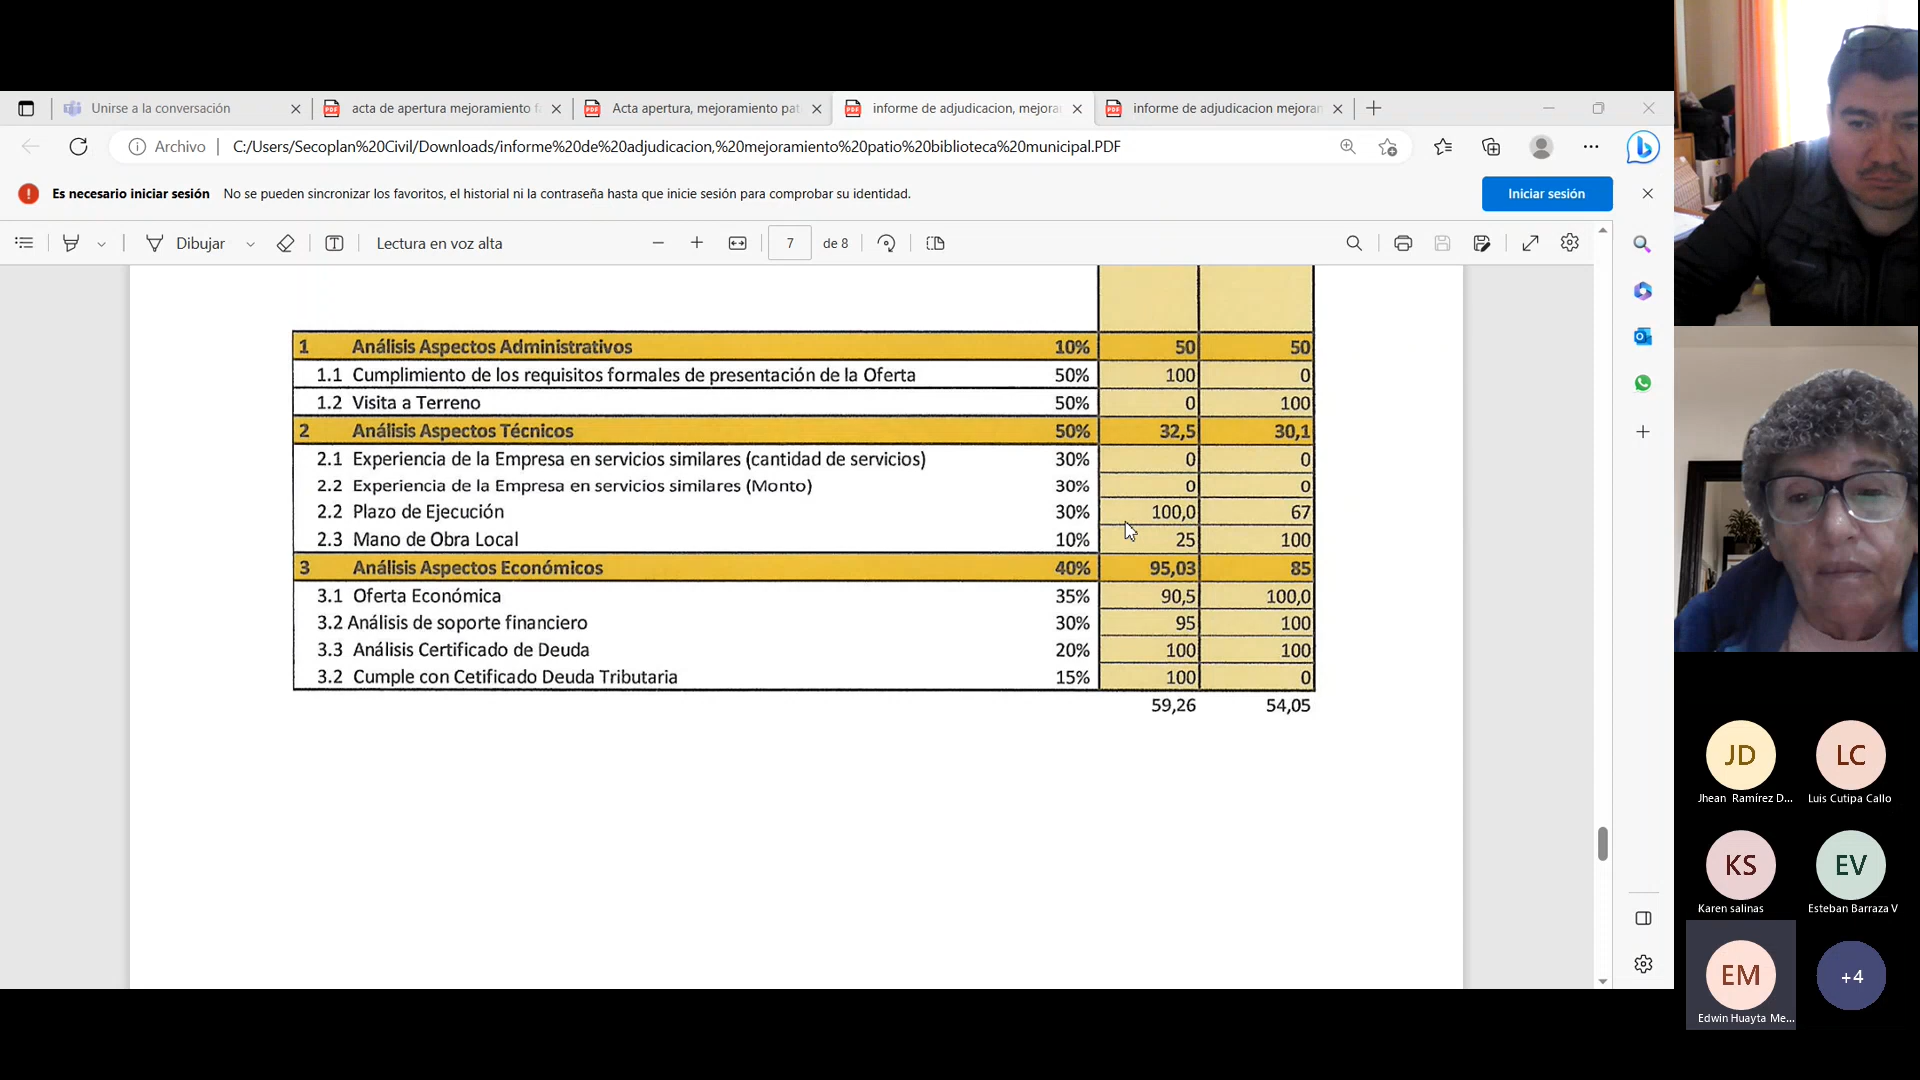 Unirse a la conversación
acta de apertura mejoramiento f
Acta apertura, mejoramiento pat
informe de adjudicacion, mejora
informe de adjudicacion mejoran
Archivo
C:/Users/Secoplan%20Civil/Downloads/informe%20de%20adjudicacion,%20mejoramiento%20patio%20biblioteca%20municipal.PDF
Es necesario iniciar sesión No se pueden sincronizar los favoritos, el historial ni la contraseña hasta que inicie sesión para comprobar su identidad. Iniciar sesión
Dibujar Lectura en voz alta 7 de 8
1 Análisis Aspectos Administrativos 10% 50 50
1.1 Cumplimiento de los requisitos formales de presentación de la Oferta 50% 100 0
1.2 Visita a Terreno 50% 0 100
2 Análisis Aspectos Técnicos 50% 32,5 30,1
2.1 Experiencia de la Empresa en servicios similares (cantidad de servicios) 30% 0 0
2.2 Experiencia de la Empresa en servicios similares (Monto) 30% 0 0
2.2 Plazo de Ejecución 30% 100,0 67
2.3 Mano de Obra Local 10% 25 100
3 Análisis Aspectos Económicos 40% 95,03 85
3.1 Oferta Económica 35% 90,5 100,0
3.2 Análisis de soporte financiero 30% 95 100
3.3 Análisis Certificado de Deuda 20% 100 100
3.2 Cumple con Cetificado Deuda Tributaria 15% 100 0
59,26 54,05
JD LC
Jhean Ramírez D... Luis Cutipa Callo
KS EV
Karen salinas Esteban Barraza V
EM +4
Edwin Huayta Me...